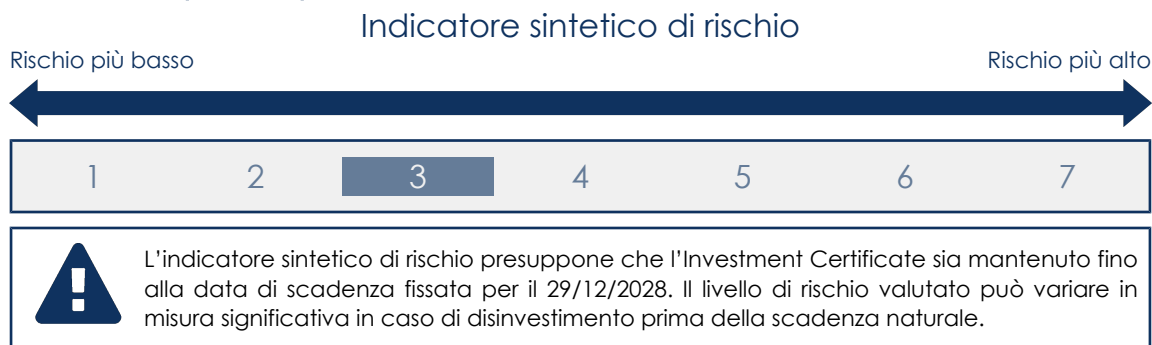 Indicatore sintetico di rischio
Rischio più basso
Rischio più alto
1 2 3 4 5 6 7
L’indicatore sintetico di rischio presuppone che l’Investment Certificate sia mantenuto fino
alla data di scadenza fissata per il 29/12/2028. Il livello di rischio valutato può variare in
misura significativa in caso di disinvestimento prima della scadenza naturale.